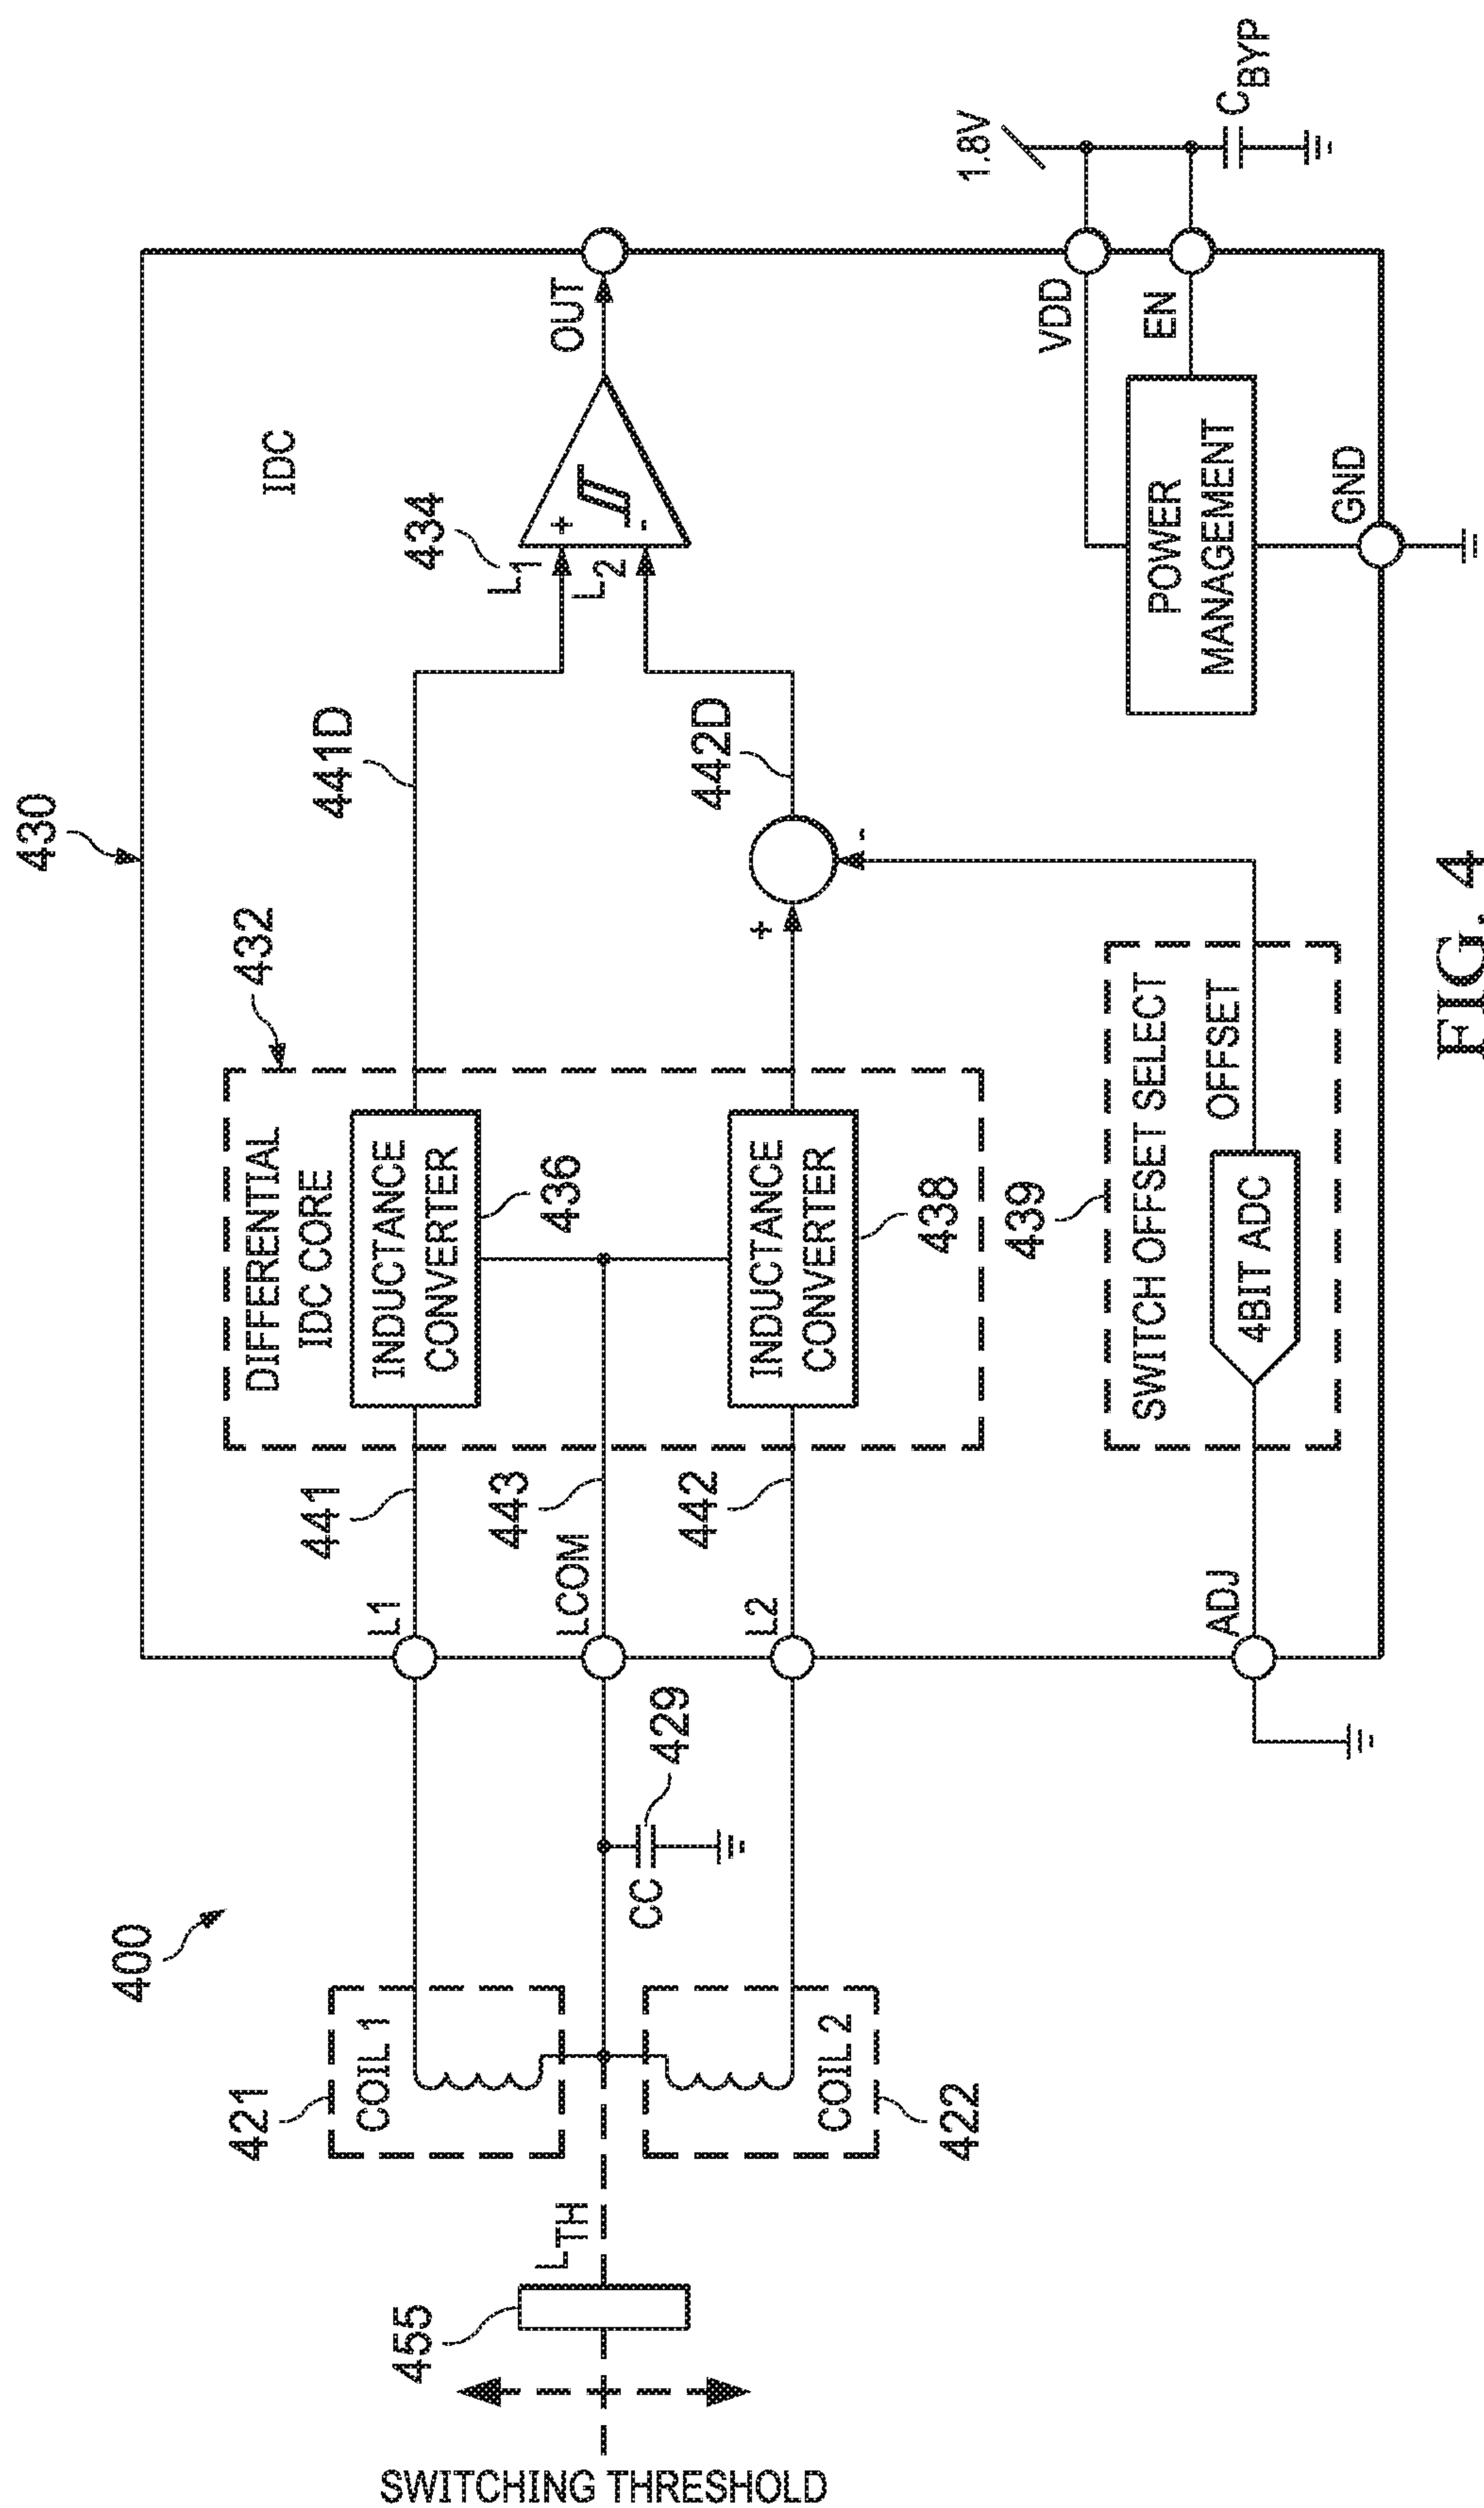 430
IDC
432
441D
434
DIFFERENTIAL
IDC CORE
INDUCTANCE
CONVERTER
436
INDUCTANCE
CONVERTER
438
442D
L1
L2
+
-
OUT
400
421
COIL 1
COIL 2
422
455
LTH
SWITCHING THRESHOLD
CC
429
L1
441
LCOM
443
L2
442
+
-
ADJ
439
SWITCH OFFSET SELECT
OFFSET
4BIT ADC
POWER
MANAGEMENT
VDD
EN
GND
1.8V
CBYP
FIG. 4